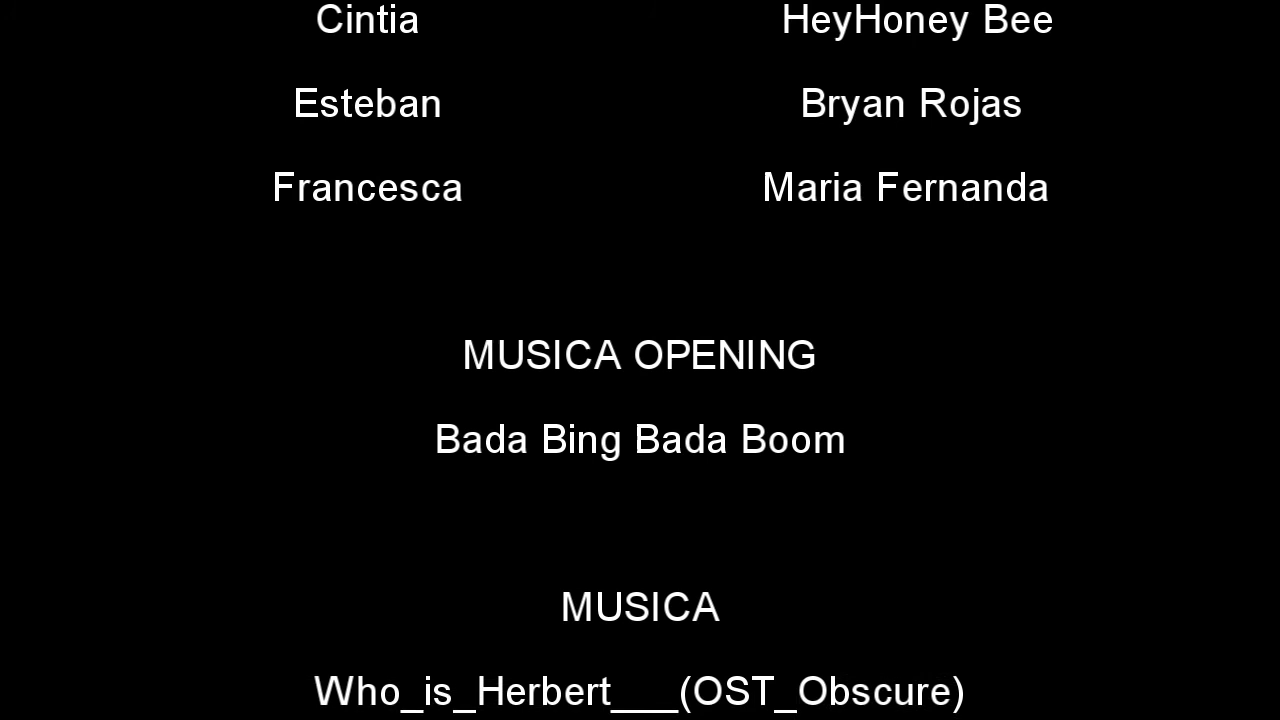 Cintia HeyHoney Bee
Esteban Bryan Rojas
Francesca Maria Fernanda
MUSICA OPENING
Bada Bing Bada Boom
MUSICA
Who_is_Herbert___(OST_Obscure)